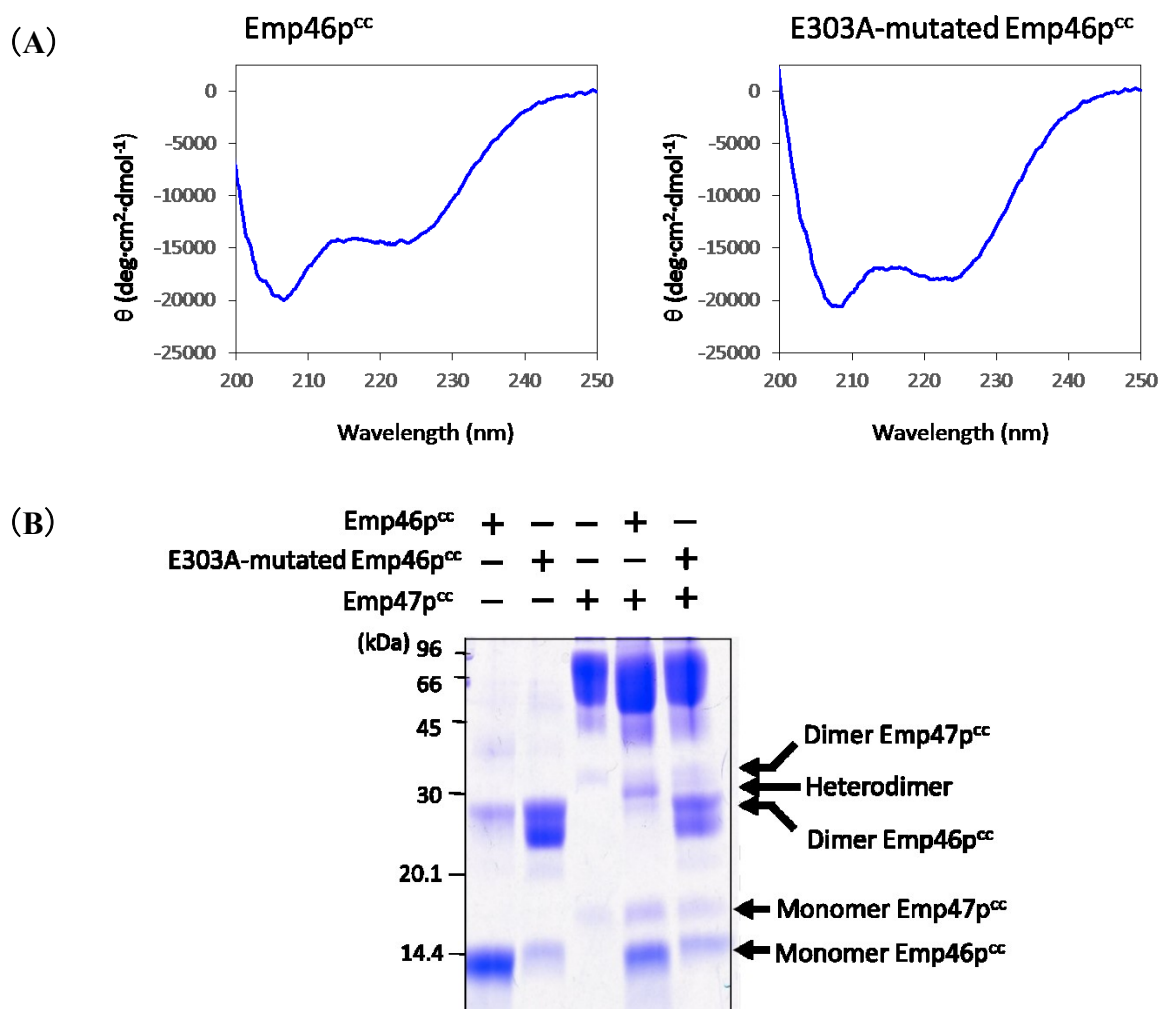 (A)
Emp46pcc
E303A-mutated Emp46pcc
0
-5000
-10000
-15000
-20000
-25000
θ (deg·cm2·dmol-1)
200 210 220 230 240 250
Wavelength (nm)
0
-5000
-10000
-15000
-20000
-25000
θ (deg·cm2·dmol-1)
200 210 220 230 240 250
Wavelength (nm)
(B)
Emp46pcc + − − + −
E303A-mutated Emp46pcc − + − − +
Emp47pcc − − + + +
(kDa) 96
66
45
30
20.1
14.4
Dimer Emp47pcc
Heterodimer
Dimer Emp46pcc
Monomer Emp47pcc
Monomer Emp46pcc